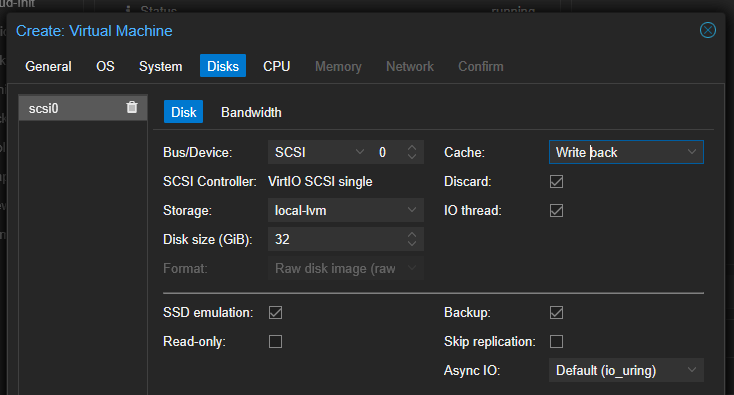 Status
running
Create: Virtual Machine
General OS System Disks CPU Memory Network Confirm
scsi0
Disk Bandwidth
Bus/Device: SCSI 0 Cache: Write back
SCSI Controller: VirtIO SCSI single Discard:
Storage: local-lvm IO thread:
Disk size (GiB): 32
Format: Raw disk image (raw
SSD emulation: Backup:
Read-only: Skip replication:
Async IO: Default (io_uring)